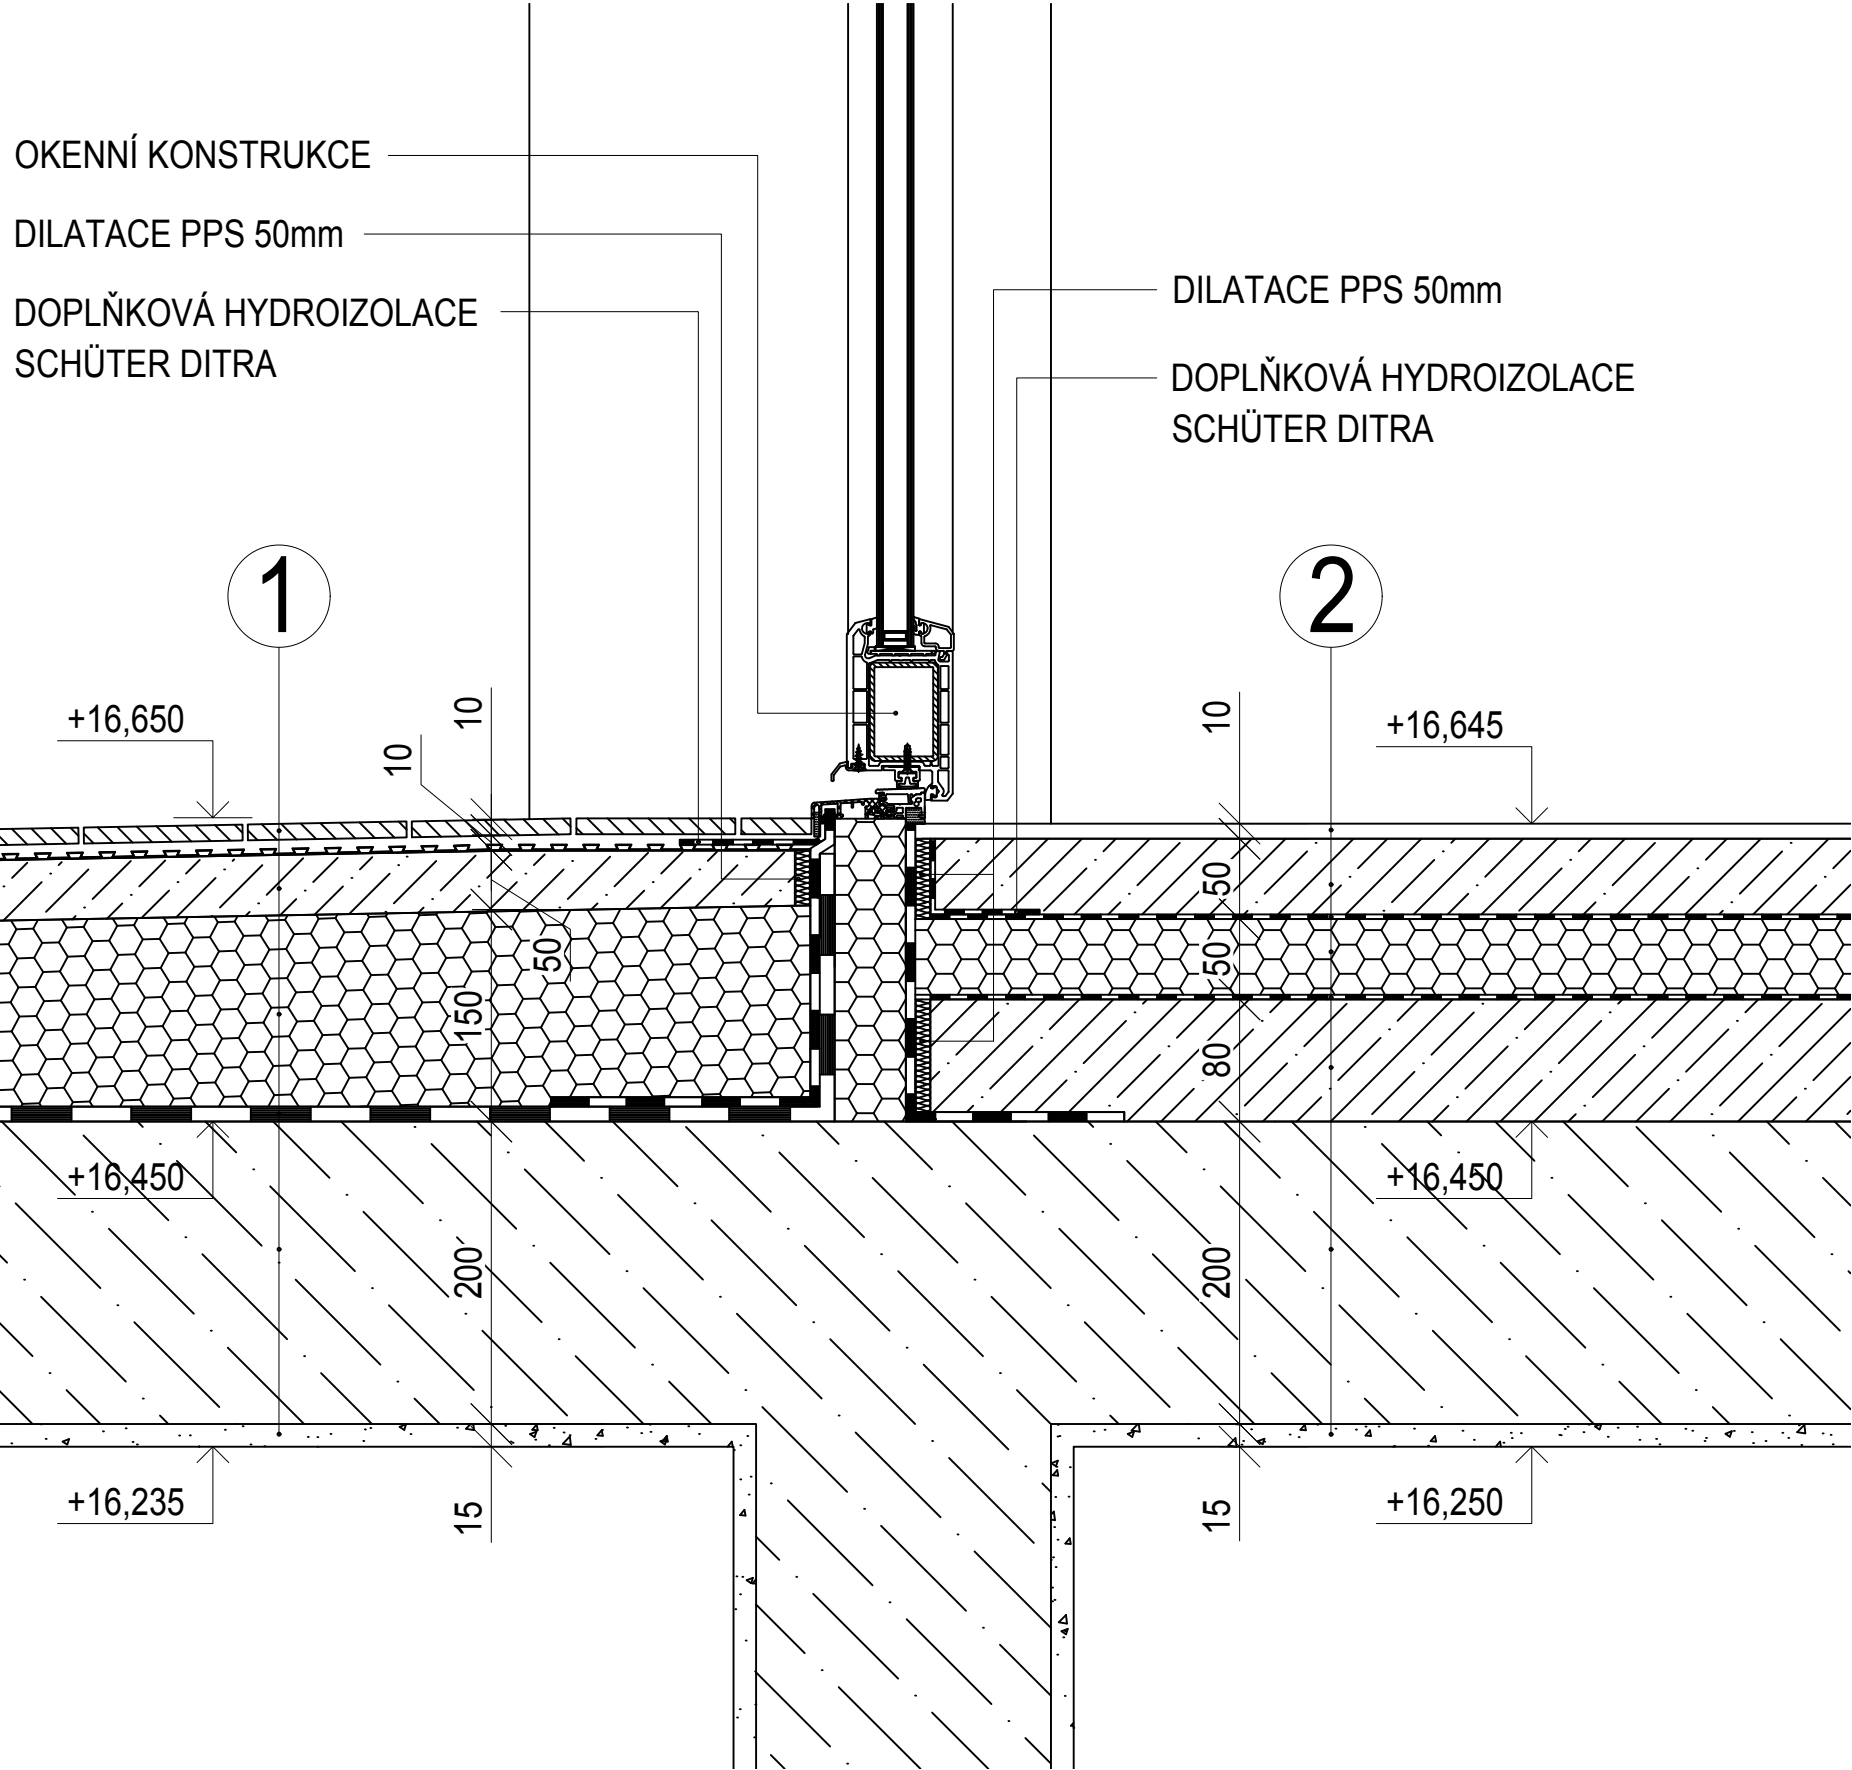 OKENNÍ KONSTRUKCE
DILATACE PPS 50mm
DOPLŇKOVÁ HYDROIZOLACE
SCHÜTER DITRA
DILATACE PPS 50mm
DOPLŇKOVÁ HYDROIZOLACE
SCHÜTER DITRA
1
2
+16,650
10
10
10
+16,645
50
150
50
50
80
+16,450
+16,450
200
200
+16,235
15
15
+16,250